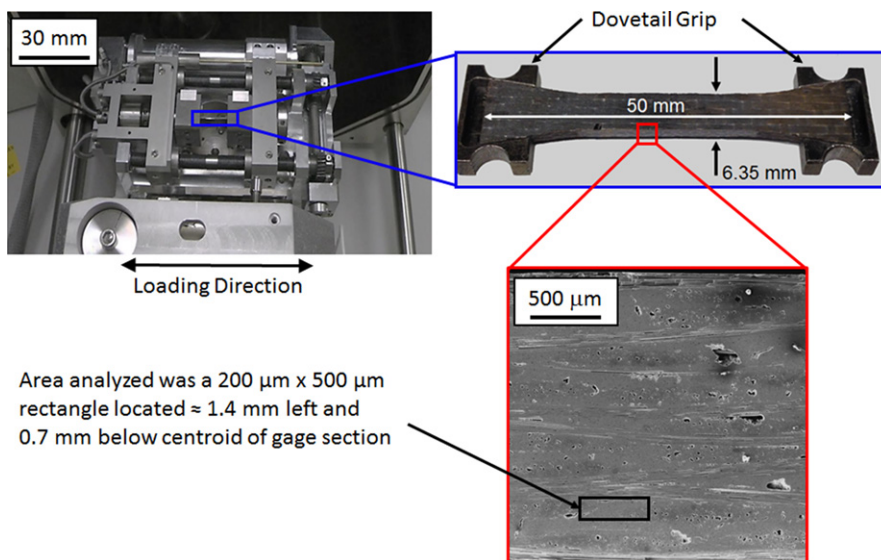 30 mm
Dovetail Grip
50 mm
6.35 mm
Loading Direction
500 μm
Area analyzed was a 200 μm x 500 μm
rectangle located ≈ 1.4 mm left and
0.7 mm below centroid of gage section